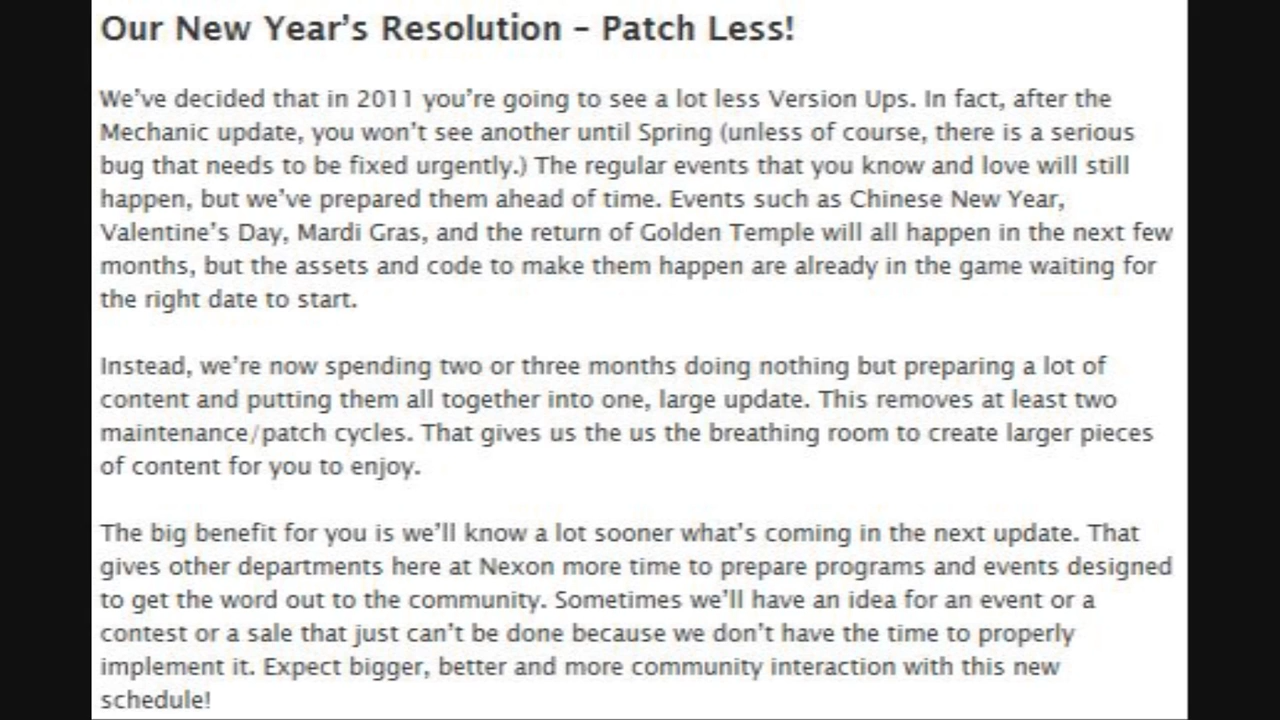 Our New Year's Resolution – Patch Less!
We've decided that in 2011 you're going to see a lot less Version Ups. In fact, after the
Mechanic update, you won't see another until Spring (unless of course, there is a serious
bug that needs to be fixed urgently.) The regular events that you know and love will still
happen, but we've prepared them ahead of time. Events such as Chinese New Year,
Valentine's Day, Mardi Gras, and the return of Golden Temple will all happen in the next few
months, but the assets and code to make them happen are already in the game waiting for
the right date to start.
Instead, we're now spending two or three months doing nothing but preparing a lot of
content and putting them all together into one, large update. This removes at least two
maintenance/patch cycles. That gives us the us the breathing room to create larger pieces
of content for you to enjoy.
The big benefit for you is we'll know a lot sooner what's coming in the next update. That
gives other departments here at Nexon more time to prepare programs and events designed
to get the word out to the community. Sometimes we'll have an idea for an event or a
contest or a sale that just can't be done because we don't have the time to properly
implement it. Expect bigger, better and more community interaction with this new
schedule!